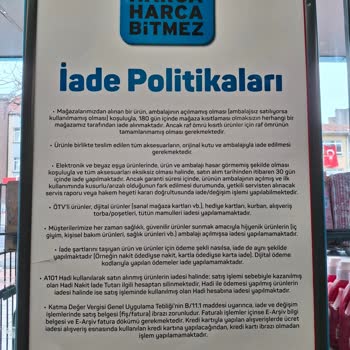 HARCA HARCA
BİTMEZ
İade Politikaları
• Mağazalarımızdan alınan bir ürün, ambalajının açılmamış olması (ambalajsız satılıyorsa
kullanılmamış olması) koşuluyla, 180 gün içinde mağaza kısıtlaması olmaksızın herhangi bir
mağazamız tarafından iade alınmaktadır. Ancak raf ömrü kısıtlı ürünler için raf ömrünün
tamamlanmamış olması gerekmektedir.
• Ürünle birlikte teslim edilen tüm aksesuarların, orijinal kutu ve ambalajıyla iade edilmesi
gerekmektedir.
• Elektronik ve beyaz eşya ürünlerinde, ürün ve ambalajı hasar görmemiş şekilde olması
koşuluyla ve tüm aksesuarları eksiksiz olması halinde, satın alım tarihinden itibaren 30 gün
içinde iade yapılmaktadır. Ancak garanti süresi içinde, ürünün ambalajının açılmış ve ilk
kullanımında kusurlu/arızalı olduğunun fark edilmesi durumunda, yetkili servisten alınacak
servis raporu veya hakem heyeti kararı doğrultusunda iade/değişim işlemi yapılabilmektedir.
• ÖTV'li ürünler, dijital ürünler (sanal mağaza kartları vb.), hediye kartları, kurban, alışveriş
torba/poşetleri, tütün mamulleri iadesi yapılamamaktadır.
• Müşterilerimize her zaman sağlıklı, güvenilir ürünler sunmak amacıyla hijyenik ürünlerin (iç
giyim, kişisel bakım ürünleri, saklama kapları vb.) ambalajı açılmışsa iadesi yapılamamaktadır.
• İade şartlarını taşıyan ürün ve ürünler için ödeme şekli nasılsa, iade de aynı şekilde
yapılmaktadır (Örneğin nakit ödediyse nakit, kartla ödediyse karta iade). Dijital ödeme
kodlarıyla yapılan ödemeler iade yapılmamaktadır.
• A101 Hadi kullanılarak satın alınmış ürünlerin iadesi halinde; satış işlemi sebebiyle kazanılmış
olan Hadi Nakit İade Tutarı ilgili hesaptan silinmektedir. Hadi ile ödemesi yapılmış ürünlerin
iadesi halinde ise satış işleminde kullanılmış olan Hadi hesabına iadesi yapılmaktadır.
• Katma Değer Vergisi Genel Uygulama Tebliği'nin B/11.1 maddesi uyarınca, iade ve değişim
işlemlerinde satış belgesi (fiş/fatura) ibrazı zorunludur. Faturalı işlemler içinse E-Arşiv bilgi
belgesi ve E-Arşiv fatura dökümü gerekmektedir. Kredi kartıyla yapılan alışverişlerde ücret
iadesi alışveriş esnasında kullanılan kredi kartına yapılacağından, kredi kartı ibrazı olmadan
işlem yapılamamaktadır.